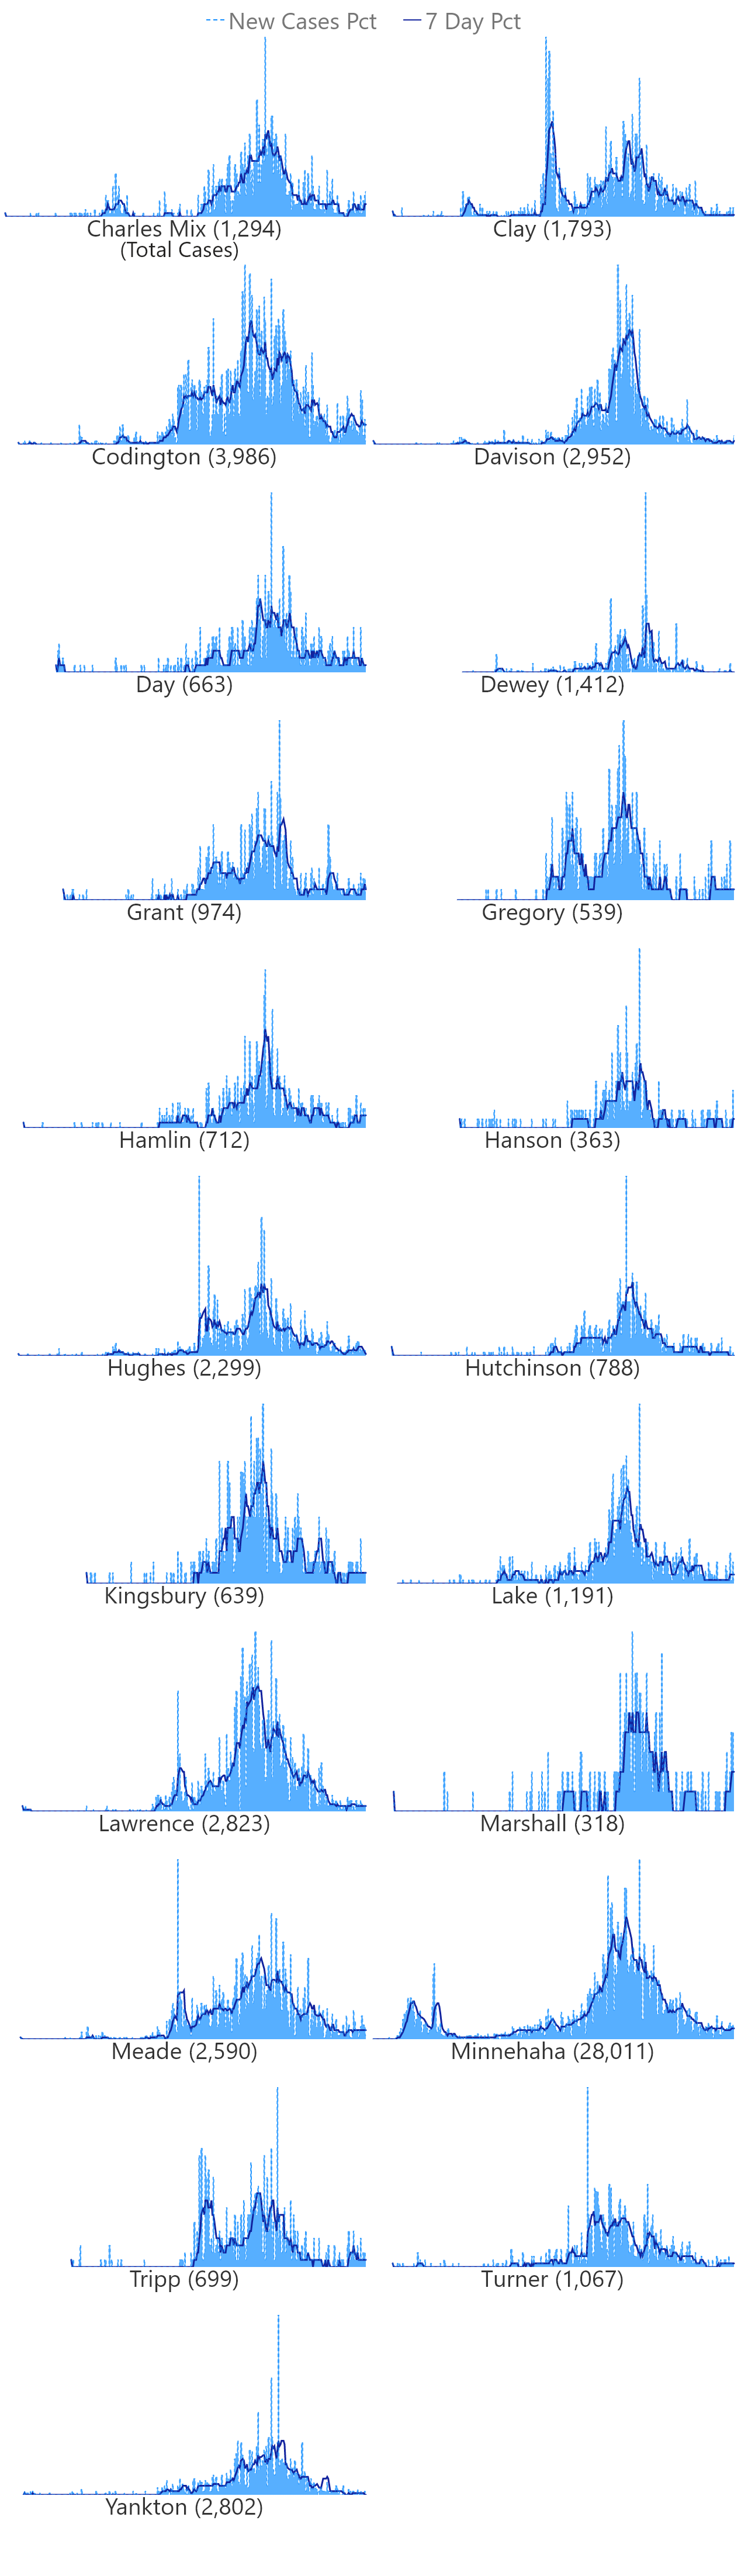 New Cases Pct 7 Day Pct
Charles Mix (1,294) Clay (1,793)
(Total Cases)
Codington (3,986) Davison (2,952)
Day (663) Dewey (1,412)
Grant (974) Gregory (539)
Hamlin (712) Hanson (363)
Hughes (2,299) Hutchinson (788)
Kingsbury (639) Lake (1,191)
Lawrence (2,823) Marshall (318)
Meade (2,590) Minnehaha (28,011)
Tripp (699) Turner (1,067)
Yankton (2,802)